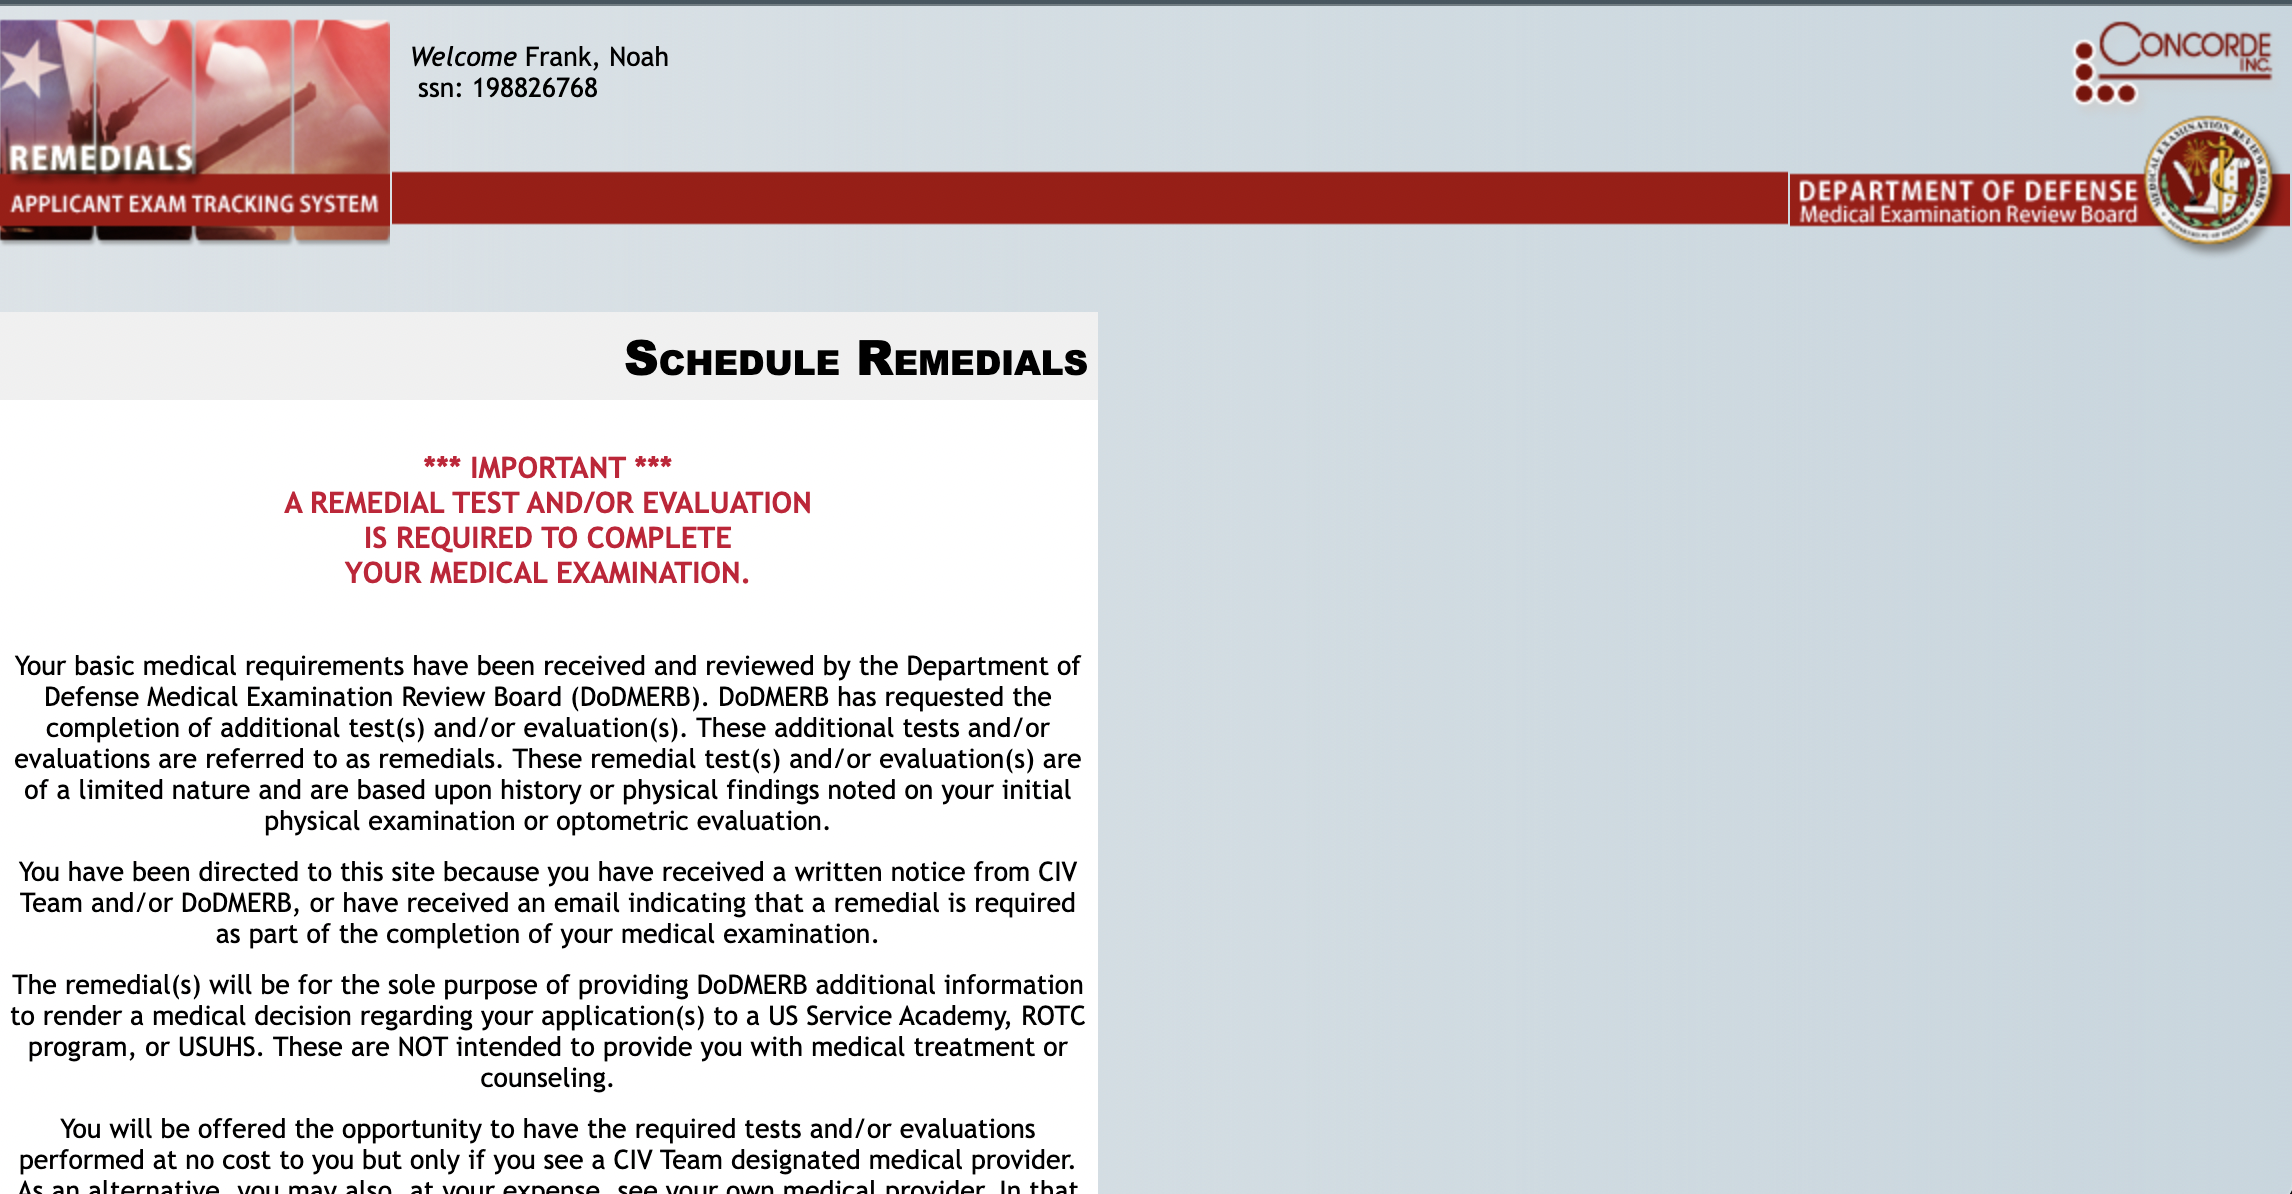 Welcome Frank, Noah
ssn: 198826768
CONCORDE
INC.
REMEDIALS
APPLICANT EXAM TRACKING SYSTEM
DEPARTMENT OF DEFENSE
Medical Examination Review Board
SCHEDULE REMEDIALS
*** IMPORTANT ***
A REMEDIAL TEST AND/OR EVALUATION
IS REQUIRED TO COMPLETE
YOUR MEDICAL EXAMINATION.
Your basic medical requirements have been received and reviewed by the Department of
Defense Medical Examination Review Board (DoDMERB). DoDMERB has requested the
completion of additional test(s) and/or evaluation(s). These additional tests and/or
evaluations are referred to as remedials. These remedial test(s) and/or evaluation(s) are
of a limited nature and are based upon history or physical findings noted on your initial
physical examination or optometric evaluation.
You have been directed to this site because you have received a written notice from CIV
Team and/or DoDMERB, or have received an email indicating that a remedial is required
as part of the completion of your medical examination.
The remedial(s) will be for the sole purpose of providing DoDMERB additional information
to render a medical decision regarding your application(s) to a US Service Academy, ROTC
program, or USUHS. These are NOT intended to provide you with medical treatment or
counseling.
You will be offered the opportunity to have the required tests and/or evaluations
performed at no cost to you but only if you see a CIV Team designated medical provider.
As an alternative, you may also, at your expense, see your own medical provider. In that